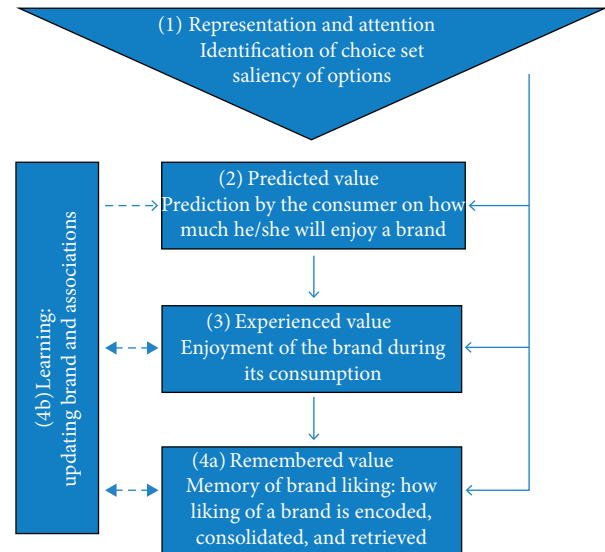 (1) Representation and attention
Identification of choice set
saliency of options
(2) Predicted value
Prediction by the consumer on how
much he/she will enjoy a brand
(3) Experienced value
Enjoyment of the brand during
its consumption
(4a) Remembered value
Memory of brand liking: how
liking of a brand is encoded,
consolidated, and retrieved
(4b) Learning:
updating brand and associations